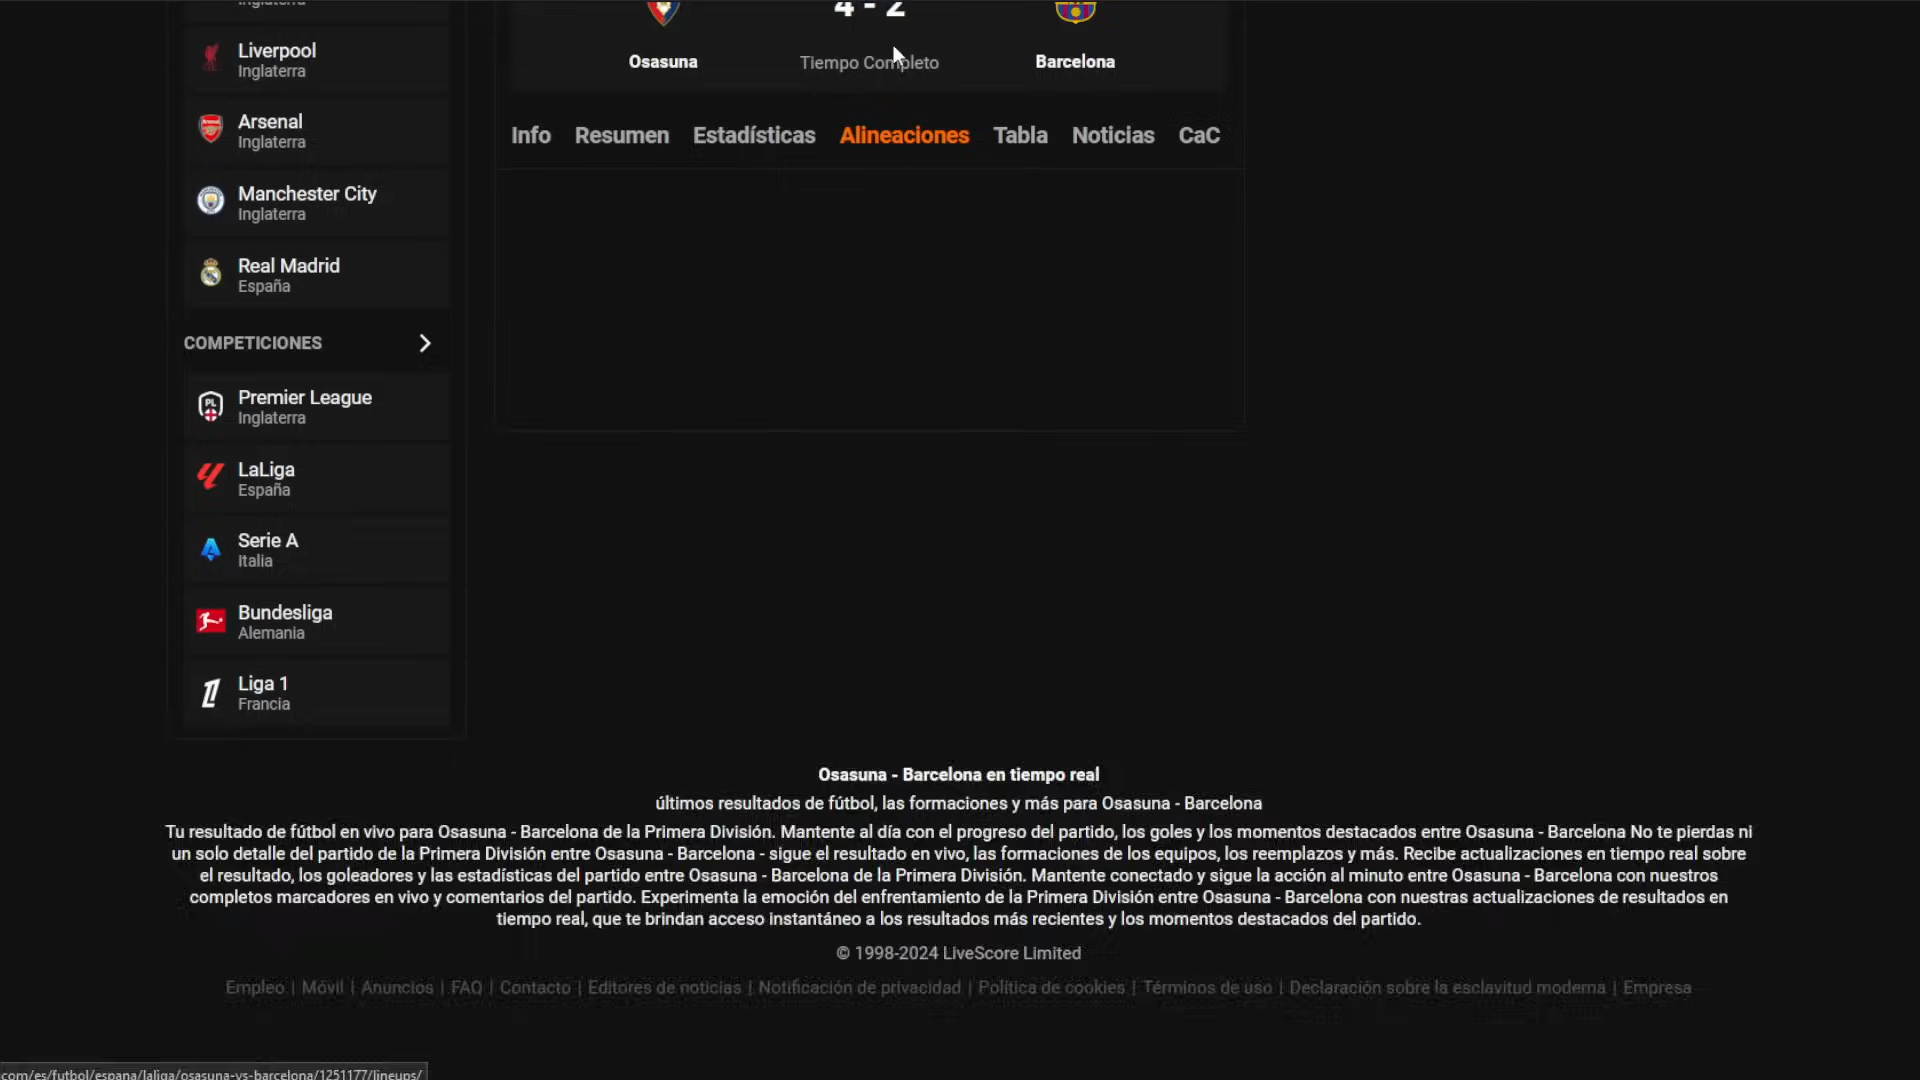 Inglaterra
Liverpool
Inglaterra
Arsenal
Inglaterra
Manchester City
Inglaterra
Real Madrid
España
COMPETICIONES
Premier League
Inglaterra
LaLiga
España
Serie A
Italia
Bundesliga
Alemania
Liga 1
Francia
4 - 2
Osasuna
Tiempo Completo
Barcelona
Info Resumen Estadísticas Alineaciones Tabla Noticias CaC
Osasuna - Barcelona en tiempo real
últimos resultados de fútbol, las formaciones y más para Osasuna - Barcelona
Tu resultado de fútbol en vivo para Osasuna - Barcelona de la Primera División. Mantente al día con el progreso del partido, los goles y los momentos destacados entre Osasuna - Barcelona No te pierdas ni
un solo detalle del partido de la Primera División entre Osasuna - Barcelona - sigue el resultado en vivo, las formaciones de los equipos, los reemplazos y más. Recibe actualizaciones en tiempo real sobre
el resultado, los goleadores y las estadísticas del partido entre Osasuna - Barcelona de la Primera División. Mantente conectado y sigue la acción al minuto entre Osasuna - Barcelona con nuestros
completos marcadores en vivo y comentarios del partido. Experimenta la emoción del enfrentamiento de la Primera División entre Osasuna - Barcelona con nuestras actualizaciones de resultados en
tiempo real, que te brindan acceso instantáneo a los resultados más recientes y los momentos destacados del partido.
© 1998-2024 LiveScore Limited
Empleo | Móvil | Anuncios | FAQ | Contacto | Editores de noticias | Notificación de privacidad | Política de cookies | Términos de uso | Declaración sobre la esclavitud moderna | Empresa
com/es/futbol/espana/laliga/osasuna-vs-barcelona/1251177/lineups/